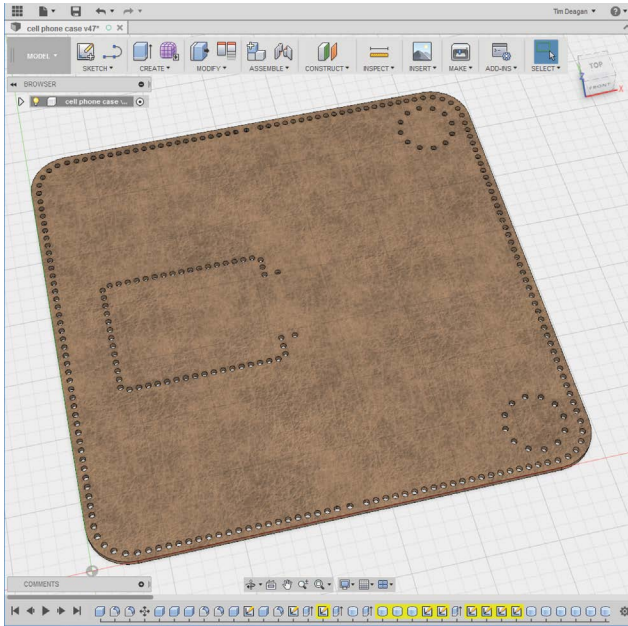 Tim Deagan
cell phone case v47*
MODEL
SKETCH
CREATE
MODIFY
ASSEMBLE
CONSTRUCT
INSPECT
INSERT
MAKE
ADD-INS
SELECT
TOP
FRONT
X
BROWSER
cell phone case v...
COMMENTS